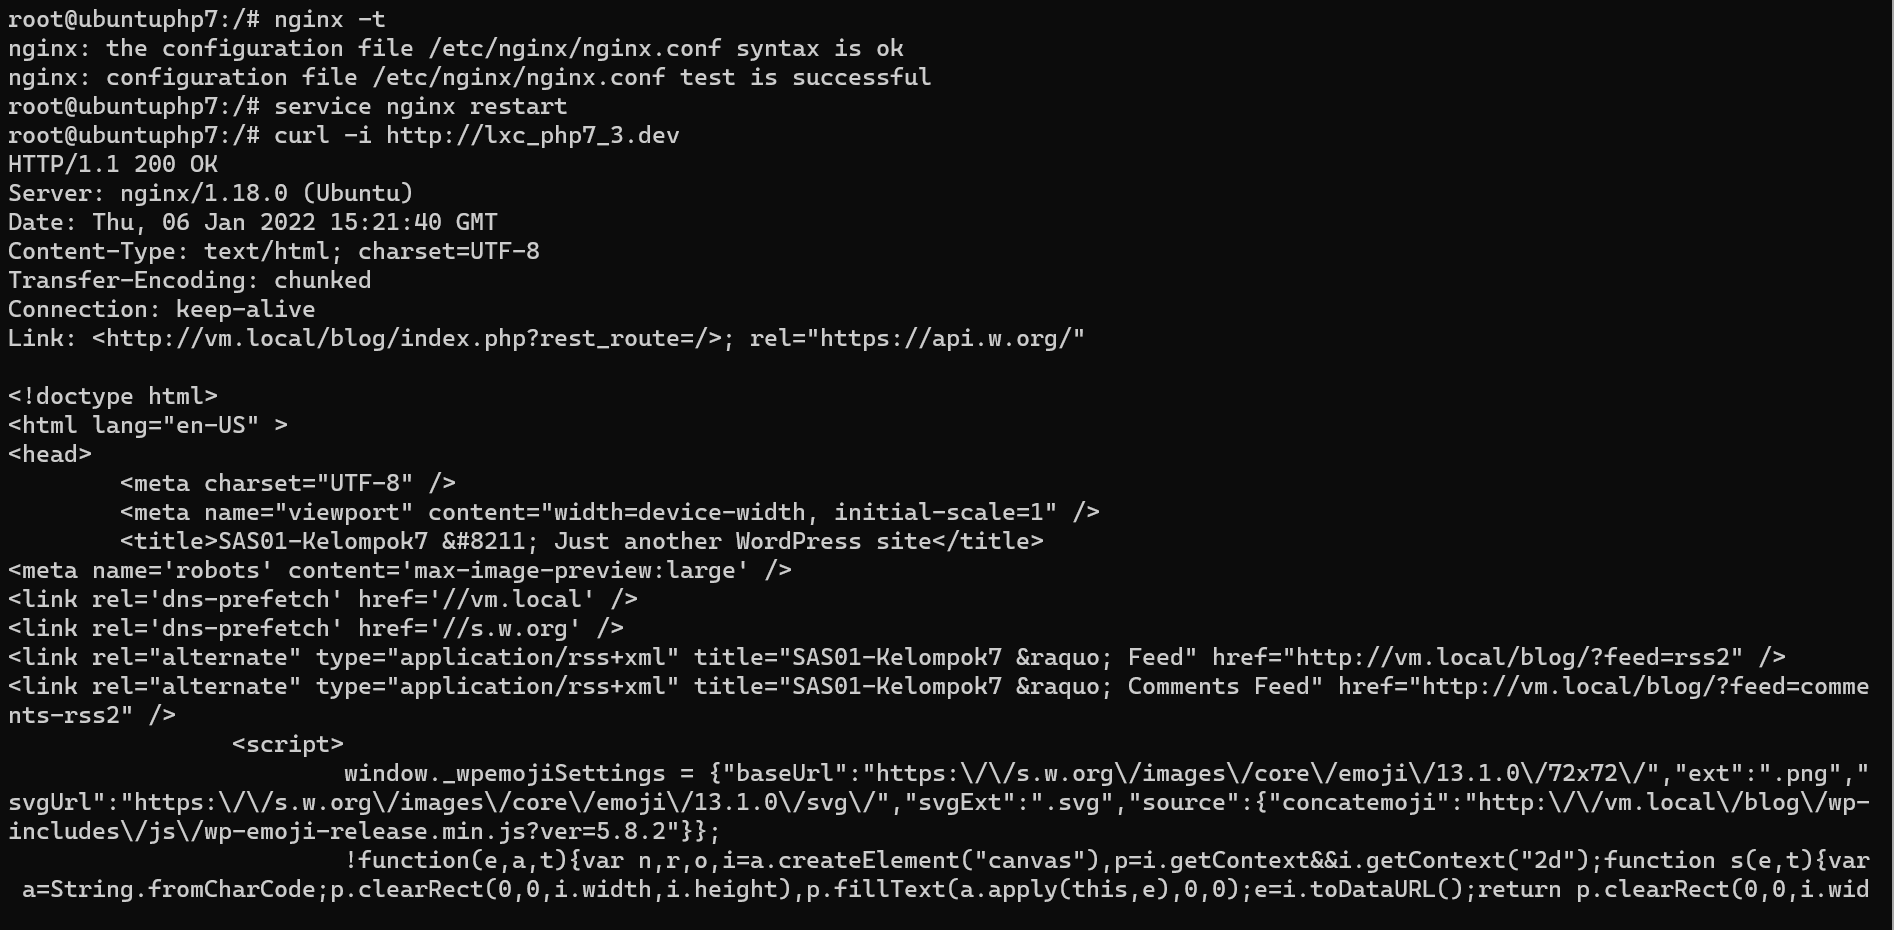 root@ubuntuphp7:/# nginx -t
nginx: the configuration file /etc/nginx/nginx.conf syntax is ok
nginx: configuration file /etc/nginx/nginx.conf test is successful
root@ubuntuphp7:/# service nginx restart
root@ubuntuphp7:/# curl -i http://lxc_php7_3.dev
HTTP/1.1 200 OK
Server: nginx/1.18.0 (Ubuntu)
Date: Thu, 06 Jan 2022 15:21:40 GMT
Content-Type: text/html; charset=UTF-8
Transfer-Encoding: chunked
Connection: keep-alive
Link: <http://vm.local/blog/index.php?rest_route=/>; rel="https://api.w.org/"

<!doctype html>
<html lang="en-US" >
<head>
        <meta charset="UTF-8" />
        <meta name="viewport" content="width=device-width, initial-scale=1" />
        <title>SAS01-Kelompok7 &#8211; Just another WordPress site</title>
<meta name='robots' content='max-image-preview:large' />
<link rel='dns-prefetch' href='//vm.local' />
<link rel='dns-prefetch' href='//s.w.org' />
<link rel="alternate" type="application/rss+xml" title="SAS01-Kelompok7 &raquo; Feed" href="http://vm.local/blog/?feed=rss2" />
<link rel="alternate" type="application/rss+xml" title="SAS01-Kelompok7 &raquo; Comments Feed" href="http://vm.local/blog/?feed=comme
nts-rss2" />
                <script>
                        window._wpemojiSettings = {"baseUrl":"https:\/\/s.w.org\/images\/core\/emoji\/13.1.0\/72x72\/","ext":".png","
svgUrl":"https:\/\/s.w.org\/images\/core\/emoji\/13.1.0\/svg\/","svgExt":".svg","source":{"concatemoji":"http:\/\/vm.local\/blog\/wp-
includes\/js\/wp-emoji-release.min.js?ver=5.8.2"}};
                        !function(e,a,t){var n,r,o,i=a.createElement("canvas"),p=i.getContext&&i.getContext("2d");function s(e,t){var
 a=String.fromCharCode;p.clearRect(0,0,i.width,i.height),p.fillText(a.apply(this,e),0,0);e=i.toDataURL();return p.clearRect(0,0,i.wid